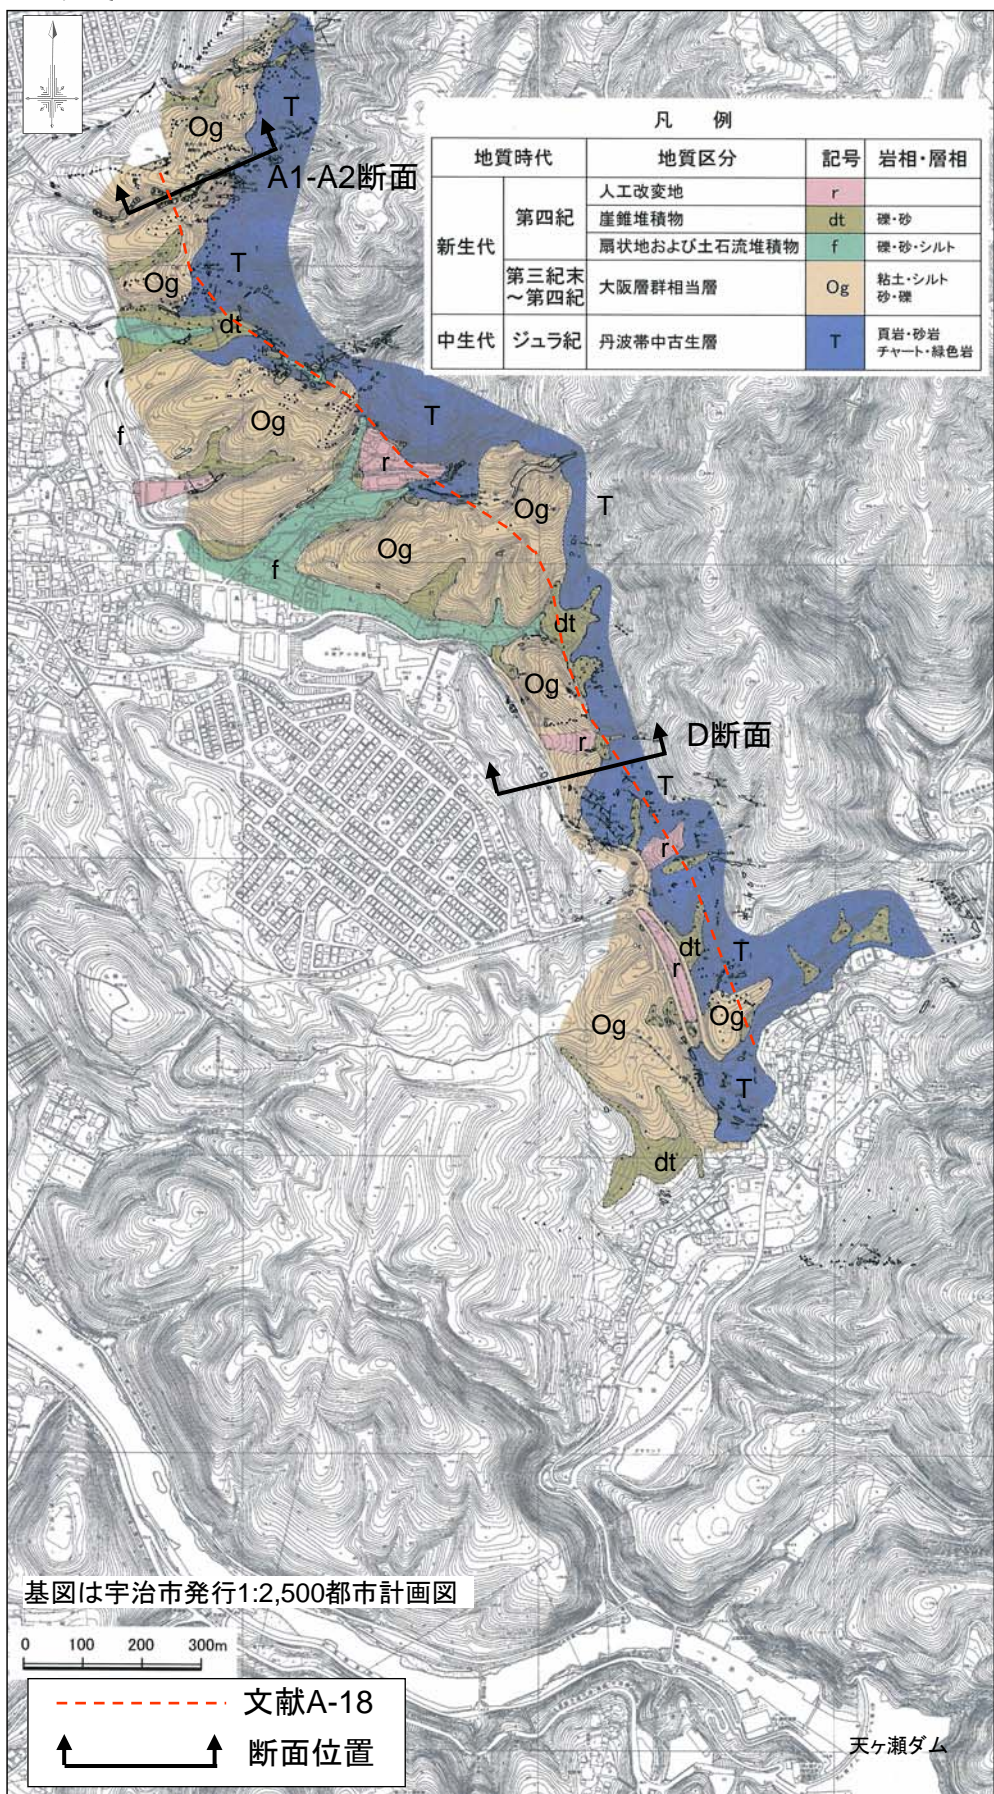 凡 例
地質時代 地質区分 記号 岩相・層相
新生代 第四紀 人工改変地 r
崖錐堆積物 dt 礫・砂
扇状地および土石流堆積物 f 礫・砂・シルト
第三紀末
～第四紀 大阪層群相当層 Og 粘土・シルト
砂・礫
中生代 ジュラ紀 丹波帯中古生層 T 頁岩・砂岩
チャート・緑色岩
T
Og
A1-A2断面
T
Og
dt
Og
T
f
r
Og
T
Og
f
dt
Og
r
D断面
T
r
dt
T
r
Og
Og
T
dt
基図は宇治市発行1:2,500都市計画図
0 100 200 300m
文献A-18
断面位置
天ヶ瀬ダム